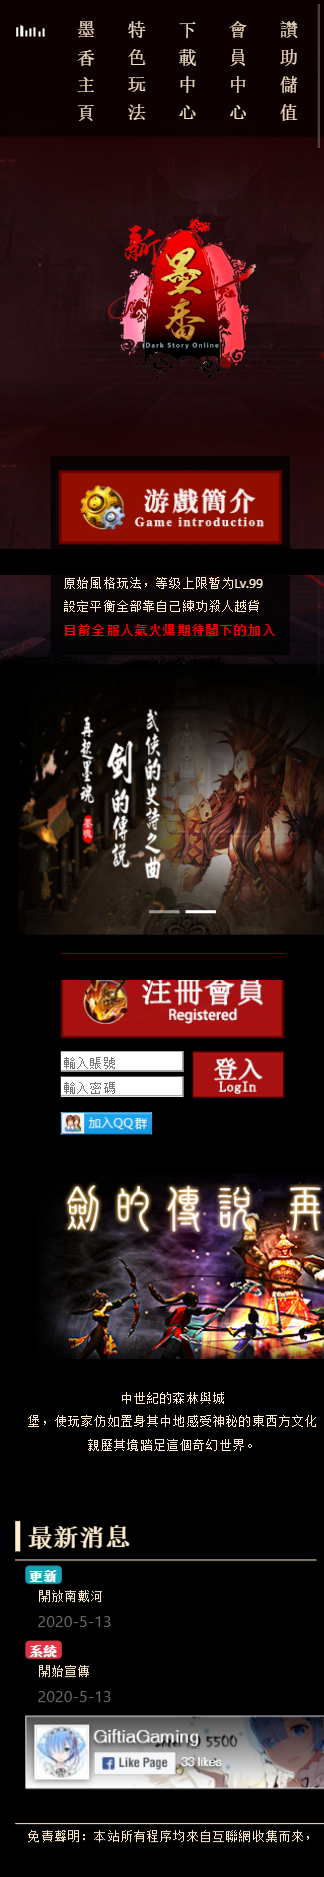 墨香主頁
特色玩法
下載中心
會員中心
讚助儲值
新
墨香
Dark Story Online
游戲簡介
Game introduction
原始風格玩法，等级上限暂为Lv.99
設定平衡全部靠自己練功殺人越貨
目前全服人氣火爆期待閣下的加入
武俠的史詩之曲
劍的傳說
再起墨魂
注冊會員
Registered
輸入賬號
登入
LogIn
輸入密碼
加入QQ群
劍的傳說 再
中世紀的森林與城
堡，使玩家仿如置身其中地感受神秘的東西方文化
親歷其境踏足這個奇幻世界。
最新消息
更新
開放南戴河
2020-5-13
系統
開始宣傳
2020-5-13
GiftiaGaming
5500
Like Page
33 likes
免責聲明：本站所有程序均來自互聯網收集而來，